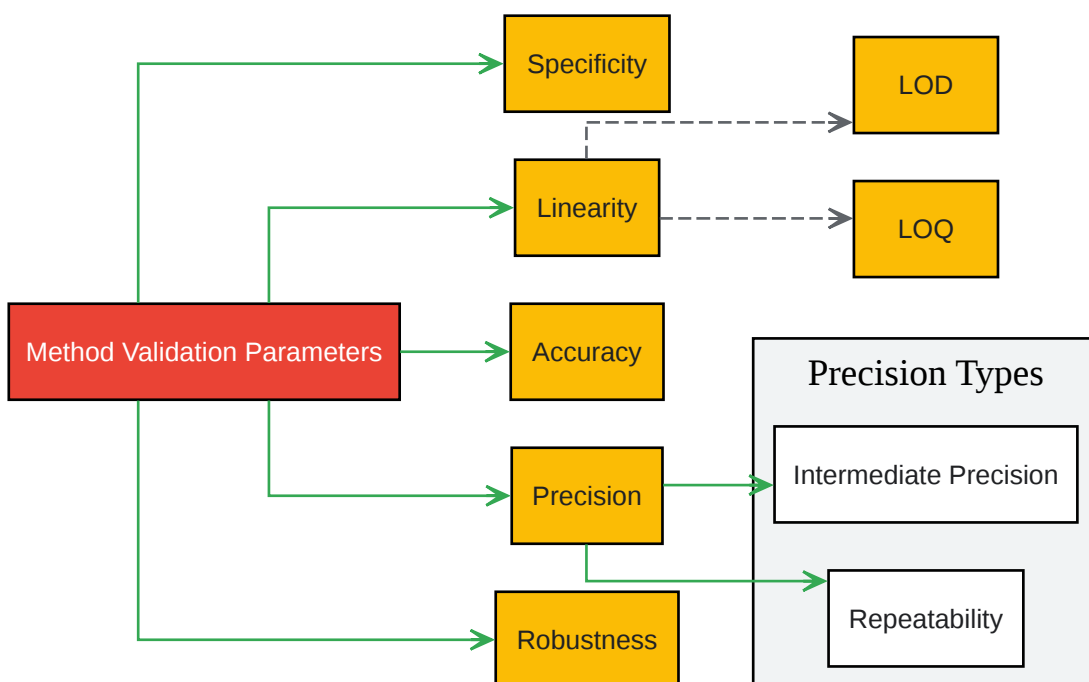 Specificity
LOD
Linearity
LOQ
Method Validation Parameters
Accuracy
Precision Types
Precision
Intermediate Precision
Robustness
Repeatability